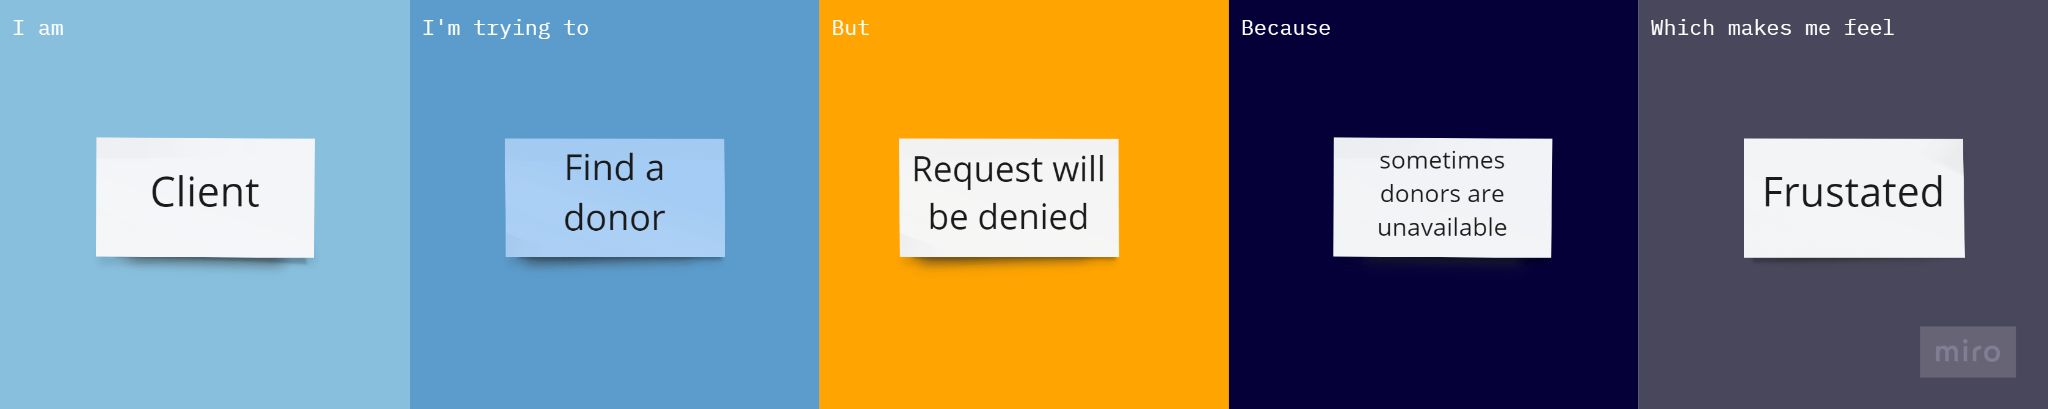 I am
Client
I'm trying to
Find a
donor
But
Request will
be denied
Because
sometimes
donors are
unavailable
Which makes me feel
Frustated
miro